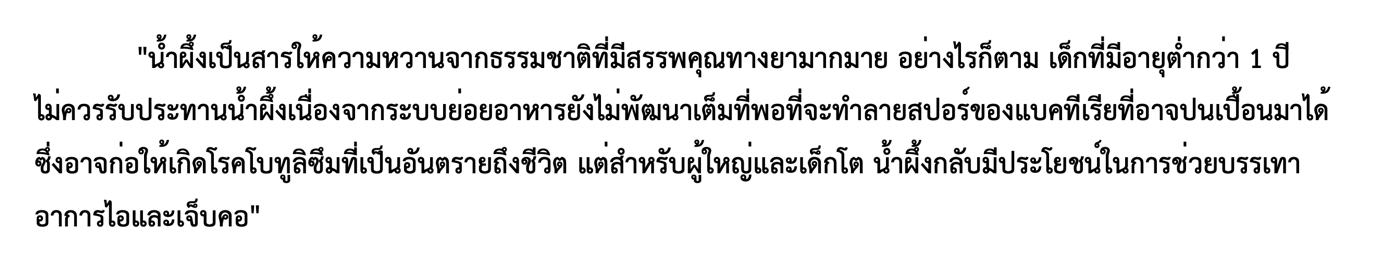 "น้ำผึ้งเป็นสารให้ความหวานจากธรรมชาติที่มีสรรพคุณทางยามากมาย อย่างไรก็ตาม เด็กที่มีอายุต่ำกว่า 1 ปี
ไม่ควรรับประทานน้ำผึ้งเนื่องจากระบบย่อยอาหารยังไม่พัฒนาเต็มที่พอที่จะทำลายสปอร์ของแบคทีเรียที่อาจปนเปื้อนมาได้
ซึ่งอาจก่อให้เกิดโรคโบทูลิซึมที่เป็นอันตรายถึงชีวิต แต่สำหรับผู้ใหญ่และเด็กโต น้ำผึ้งกลับมีประโยชน์ในการช่วยบรรเทา
อาการไอและเจ็บคอ"